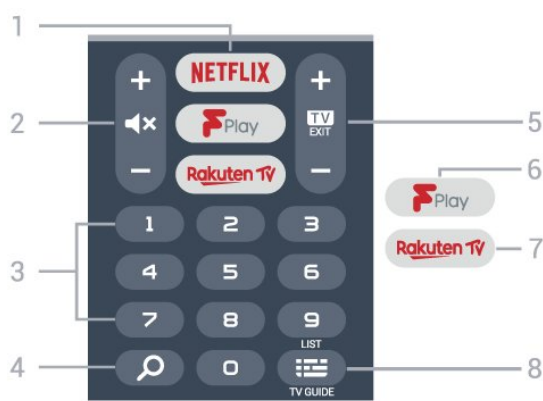 1
NETFLIX
+
+
2
F Play
TV
EXIT
5
-
Rakuten TV
-
6
F Play
Rakuten TV
7
3
1 2 3
4 5 6
7 8 9
LIST
4
0
TV GUIDE
8